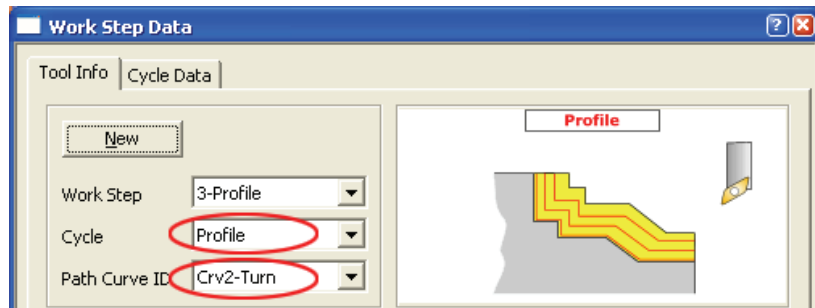 Work Step Data
Tool Info Cycle Data
New
Profile
Work Step 3-Profile
Cycle Profile
Path Curve ID Crv2-Turn